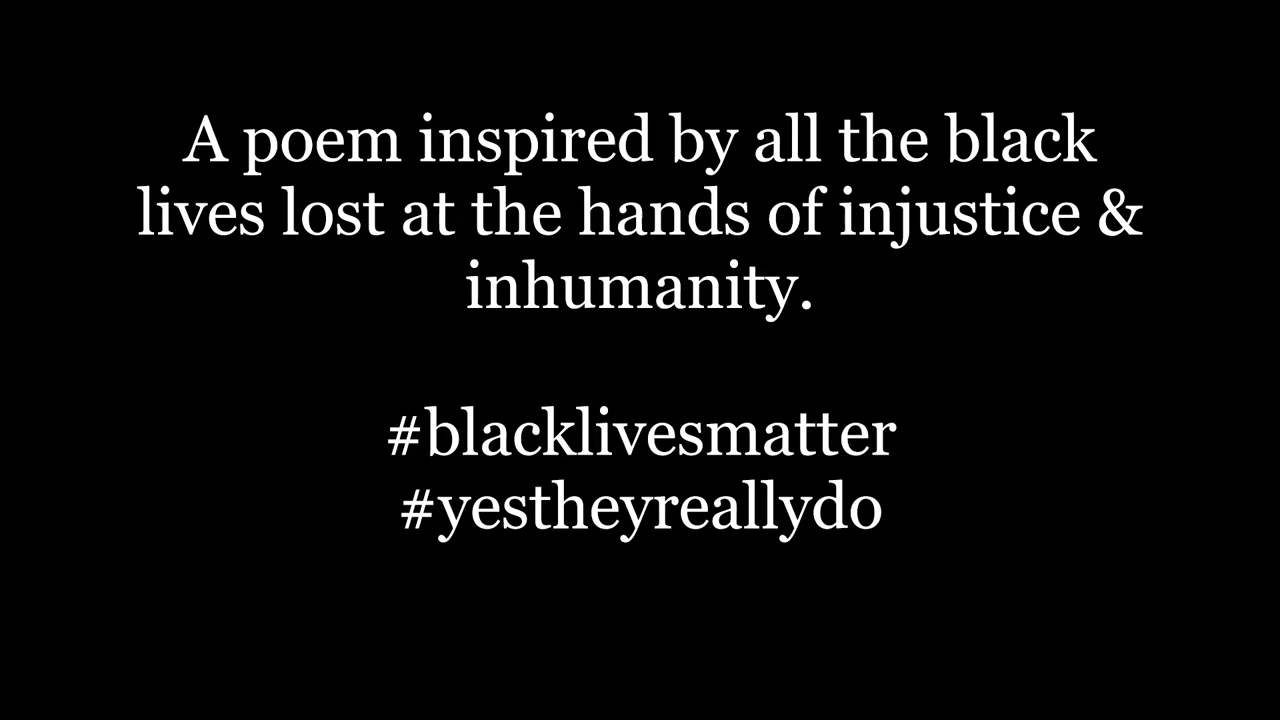 A poem inspired by all the black
lives lost at the hands of injustice &
inhumanity.
#blacklivesmatter
#yestheyreallydo